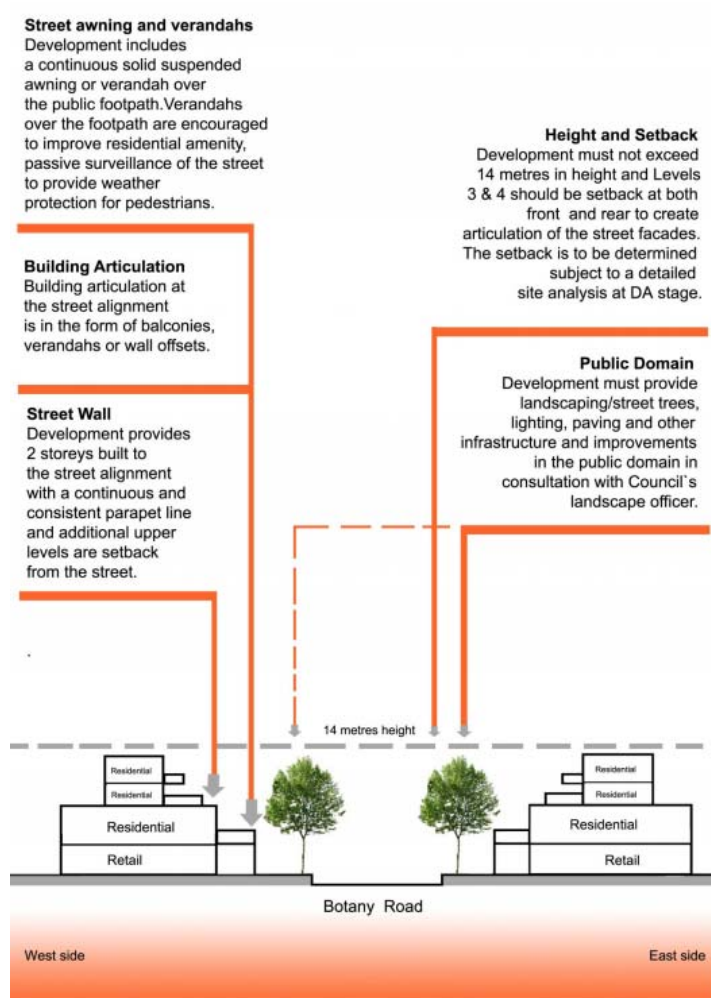 Street awning and verandahs
Development includes
a continuous solid suspended
awning or verandah over
the public footpath.Verandahs
over the footpath are encouraged
to improve residential amenity,
passive surveillance of the street
to provide weather
protection for pedestrians.
Building Articulation
Building articulation at
the street alignment
is in the form of balconies,
verandahs or wall offsets.
Street Wall
Development provides
2 storeys built to
the street alignment
with a continuous and
consistent parapet line
and additional upper
levels are setback
from the street.
Height and Setback
Development must not exceed
14 metres in height and Levels
3 & 4 should be setback at both
front and rear to create
articulation of the street facades.
The setback is to be determined
subject to a detailed
site analysis at DA stage.
Public Domain
Development must provide
landscaping/street trees,
lighting, paving and other
infrastructure and improvements
in the public domain in
consultation with Council`s
landscape officer.
14 metres height
Residential
Residential
Residential
Retail
Residential
Residential
Residential
Retail
Botany Road
West side
East side